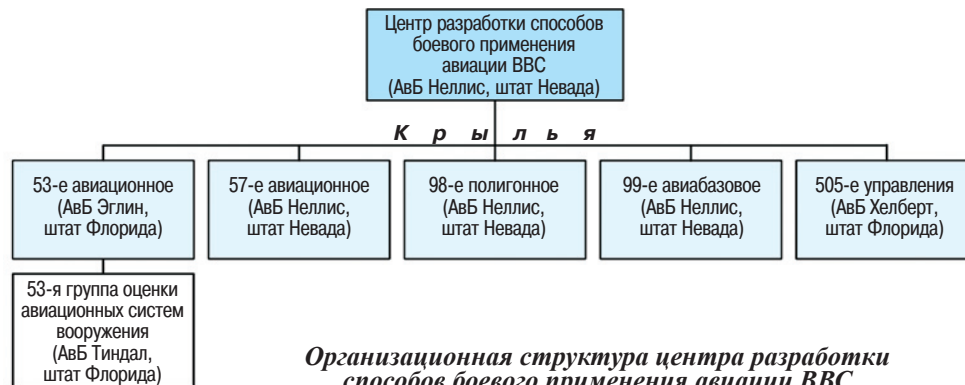 Центр разработки способов
боевого применения
авиации ВВС
(АвБ Неллис, штат Невада)
Крылья
53-е авиационное
(АвБ Эглин,
штат Флорида)
57-е авиационное
(АвБ Неллис,
штат Невада)
98-е полигонное
(АвБ Неллис,
штат Невада)
99-е авиабазовое
(АвБ Неллис,
штат Невада)
505-е управления
(АвБ Хелберт,
штат Флорида)
53-я группа оценки
авиационных систем
вооружения
(АвБ Тиндал,
штат Флорида)
Организационная структура центра разработки
способов боевого применения авиации ВВС